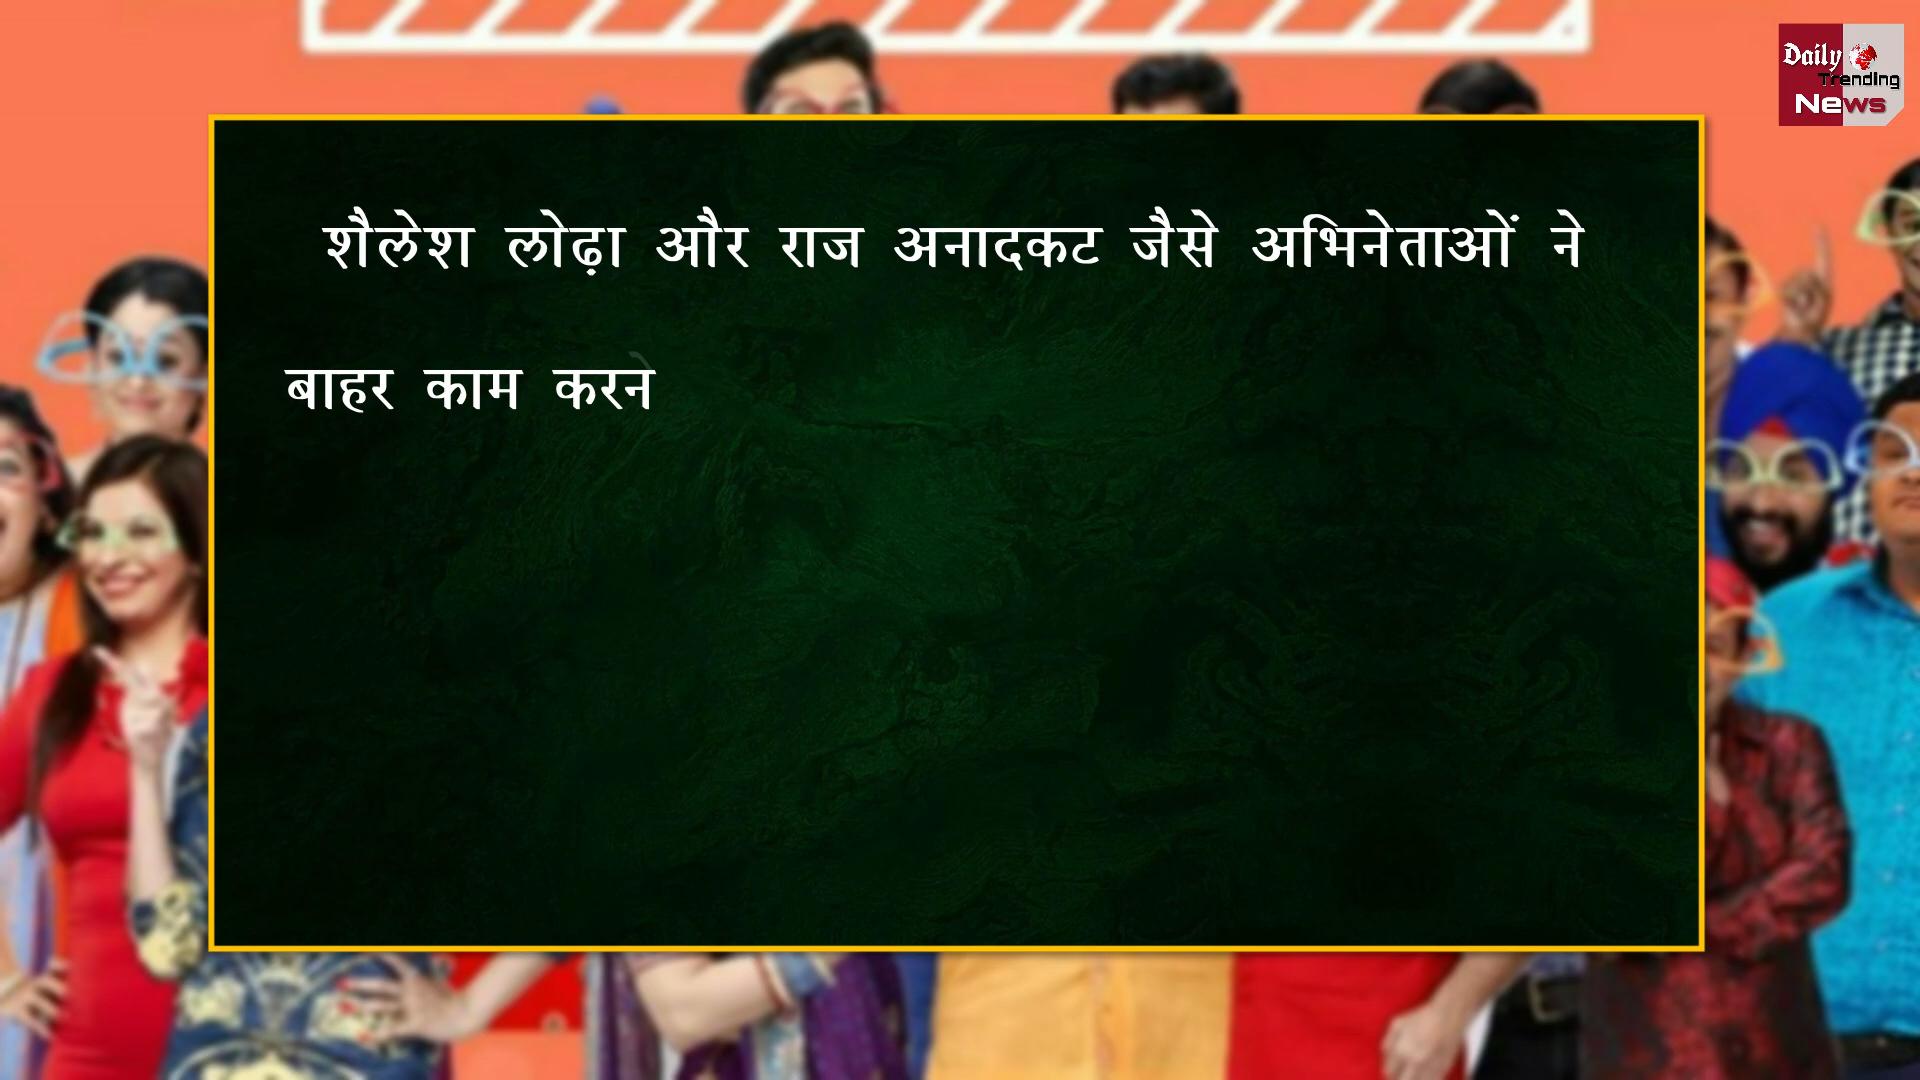 Daily
Trending
News
शैलेश लोढ़ा और राज अनादकट जैसे अभिनेताओं ने
बाहर काम करने